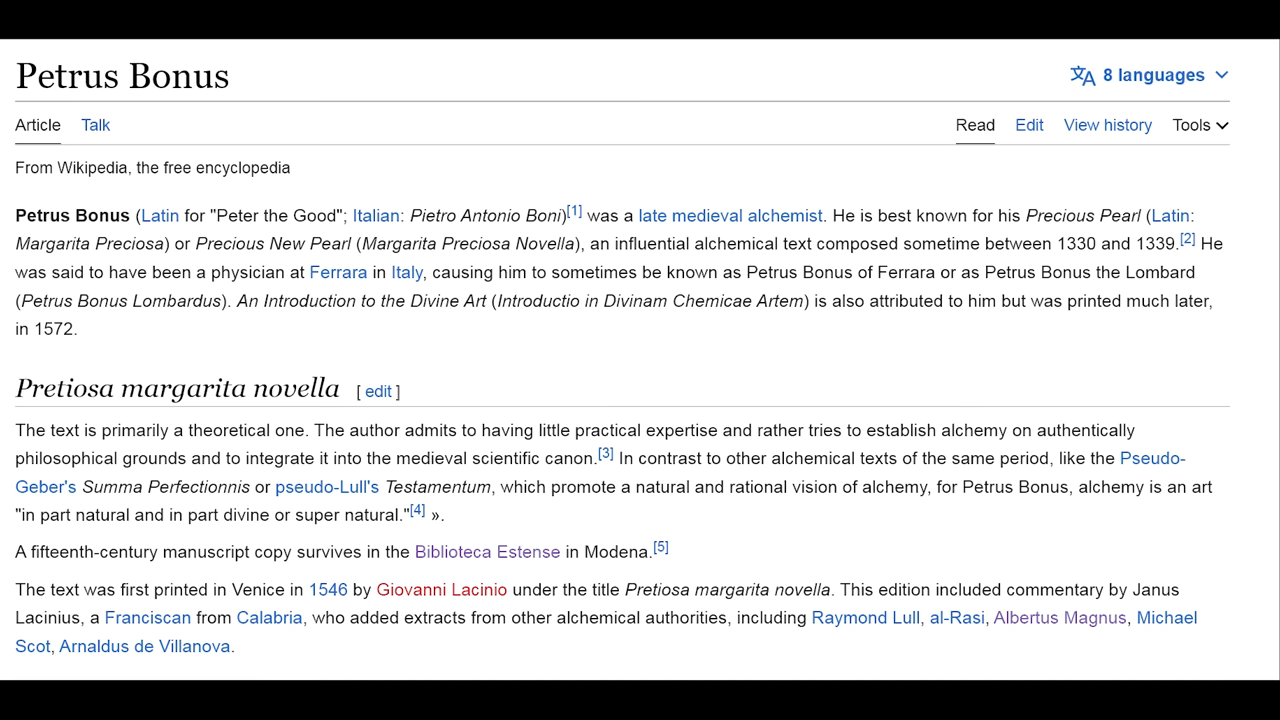 Petrus Bonus
8 languages
Article Talk Read Edit View history Tools
From Wikipedia, the free encyclopedia
Petrus Bonus (Latin for "Peter the Good"; Italian: Pietro Antonio Boni)[1] was a late medieval alchemist. He is best known for his Precious Pearl (Latin:
Margarita Preciosa) or Precious New Pearl (Margarita Preciosa Novella), an influential alchemical text composed sometime between 1330 and 1339.[2] He
was said to have been a physician at Ferrara in Italy, causing him to sometimes be known as Petrus Bonus of Ferrara or as Petrus Bonus the Lombard
(Petrus Bonus Lombardus). An Introduction to the Divine Art (Introductio in Divinam Chemicae Artem) is also attributed to him but was printed much later,
in 1572.
Pretiosa margarita novella [ edit ]
The text is primarily a theoretical one. The author admits to having little practical expertise and rather tries to establish alchemy on authentically
philosophical grounds and to integrate it into the medieval scientific canon.[3] In contrast to other alchemical texts of the same period, like the Pseudo-
Geber's Summa Perfectionnis or pseudo-Lull's Testamentum, which promote a natural and rational vision of alchemy, for Petrus Bonus, alchemy is an art
"in part natural and in part divine or super natural."[4] ».
A fifteenth-century manuscript copy survives in the Biblioteca Estense in Modena.[5]
The text was first printed in Venice in 1546 by Giovanni Lacinio under the title Pretiosa margarita novella. This edition included commentary by Janus
Lacinius, a Franciscan from Calabria, who added extracts from other alchemical authorities, including Raymond Lull, al-Rasi, Albertus Magnus, Michael
Scot, Arnaldus de Villanova.